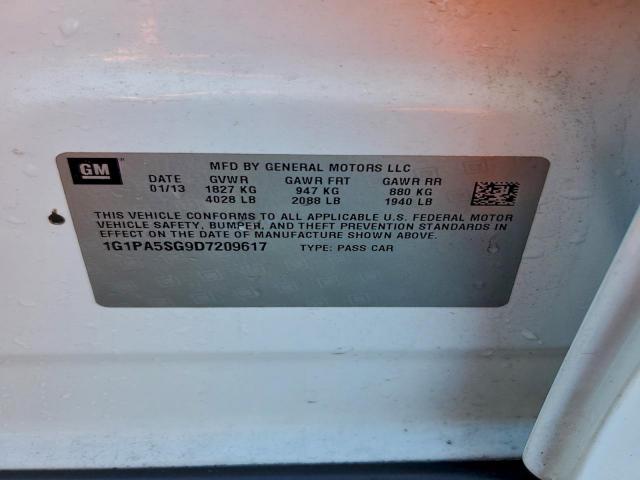 GM
MFD BY GENERAL MOTORS LLC
DATE GVWR GAWR FRT GAWR RR
01/13 1827 KG 947 KG 880 KG
4028 LB 2088 LB 1940 LB
THIS VEHICLE CONFORMS TO ALL APPLICABLE U.S. FEDERAL MOTOR
VEHICLE SAFETY, BUMPER, AND THEFT PREVENTION STANDARDS IN
EFFECT ON THE DATE OF MANUFACTURE SHOWN ABOVE.
1G1PA5SG9D7209617 TYPE: PASS CAR